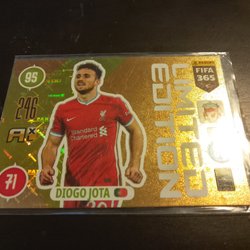 95
246
71
Standard
Chartered
DIOGO JOTA
LIMITED
EDITION
PANINI
FIFA 365